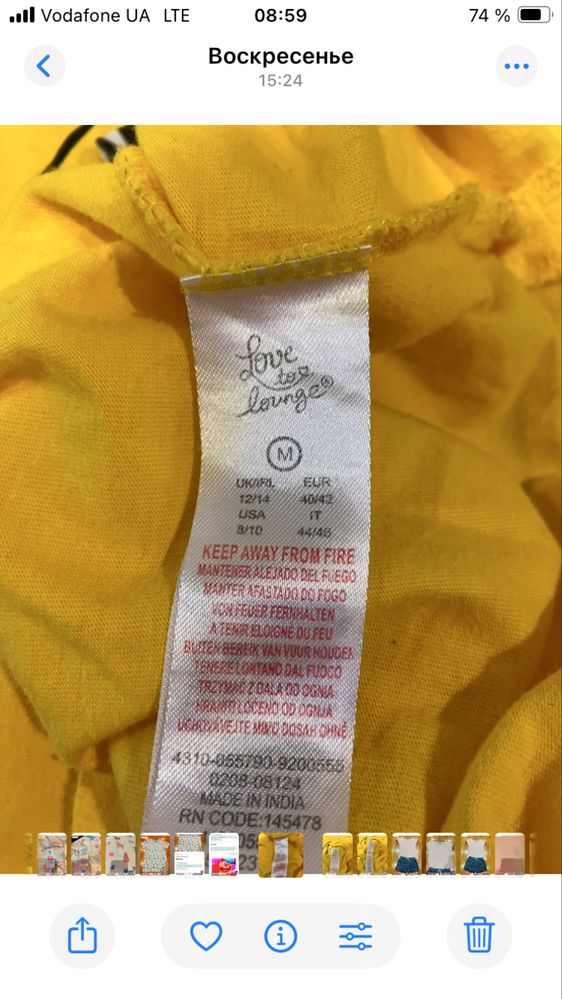 Vodafone UA LTE 08:59 74 %
Воскресенье
15:24
Love
to
lounge®
M
UK/IRL EUR
12/14 40/42
USA IT
8/10 44/46
KEEP AWAY FROM FIRE
MANTENER ALEJADO DEL FUEGO
MANTER AFASTADO DO FOGO
VON FEUER FERNHALTEN
A TENIR ELOIGNE DU FEU
BUITEN BEREIK VAN VUUR HOUDEN
TENERE LONTANO DAL FUOCO
TRZYMAĆ Z DALA OD OGNIA
HRANITI LOČENO OD OGNJA
UCHOVÁVEJTE MIMO DOSAH OHNĚ
4310-055790-9200555
0208-08124
MADE IN INDIA
RN CODE:145478